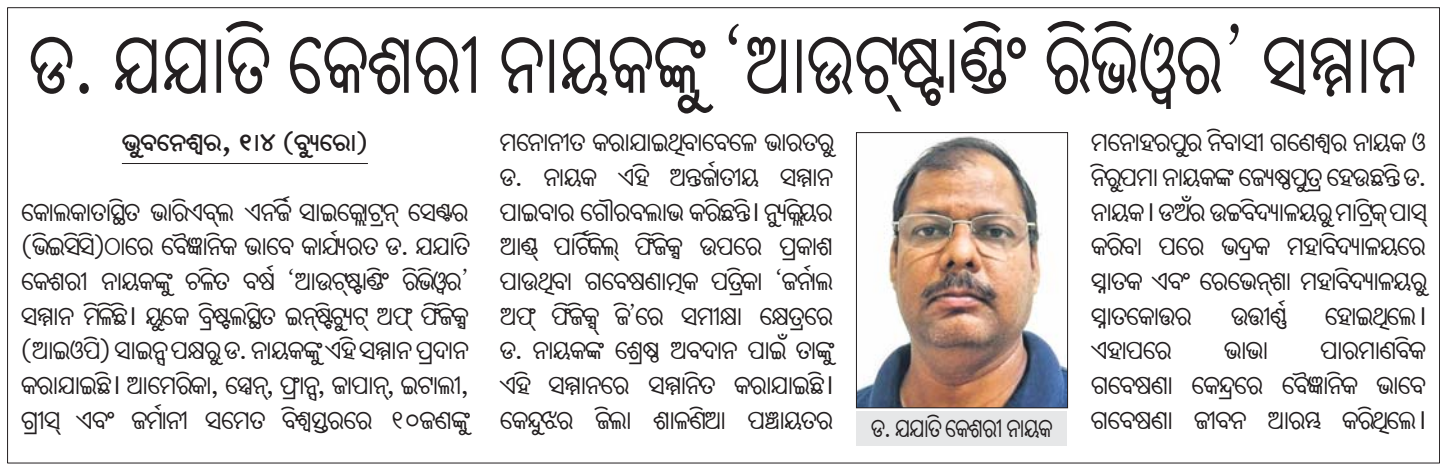 ଡ. ଯଯାତି କେଶରୀ ନାୟକଙ୍କୁ ‘ଆଉଟ୍‌ଷ୍ଟାଣ୍ଡିଂ ରିଭିଓ୍ବର’ ସମ୍ମାନ
ଭୁବନେଶ୍ୱର, ୧।୪ (ବ୍ୟୁରୋ)
କୋଲକାତାସ୍ଥିତ ଭାରିଏବ୍‌ଲ ଏନର୍ଜି ସାଇକ୍ଲୋଟ୍ରନ୍ ସେଣ୍ଟର
(ଭିଇସିସି)ଠାରେ ବୈଜ୍ଞାନିକ ଭାବେ କାର୍ଯ୍ୟରତ ଡ. ଯଯାତି
କେଶରୀ ନାୟକଙ୍କୁ ଚଳିତ ବର୍ଷ ‘ଆଉଟ୍‌ଷ୍ଟାଣ୍ଡିଂ ରିଭିଓ୍ବର’
ସମ୍ମାନ ମିଳିଛି। ୟୁକେ ବ୍ରିଷ୍ଟଲସ୍ଥିତ ଇନ୍‌ଷ୍ଟିଚ୍ୟୁଟ୍ ଅଫ୍ ଫିଜିକ୍ସ
(ଆଇଓପି) ସାଇନ୍ସ ପକ୍ଷରୁ ଡ. ନାୟକଙ୍କୁ ଏହି ସମ୍ମାନ ପ୍ରଦାନ
କରାଯାଇଛି। ଆମେରିକା, ସ୍ପେନ୍, ଫ୍ରାନ୍ସ, ଜାପାନ୍, ଇଟାଲୀ,
ଗ୍ରୀସ୍ ଏବଂ ଜର୍ମାନୀ ସମେତ ବିଶ୍ୱସ୍ତରରେ ୧୦ଜଣଙ୍କୁ
ମନୋନୀତ କରାଯାଇଥିବାବେଳେ ଭାରତରୁ
ଡ. ନାୟକ ଏହି ଅନ୍ତର୍ଜାତୀୟ ସମ୍ମାନ
ପାଇବାର ଗୌରବଲାଭ କରିଛନ୍ତି। ନ୍ୟୁକ୍ଲିୟର
ଆଣ୍ଡ ପାର୍ଟିକିଲ୍ ଫିଜିକ୍ସ ଉପରେ ପ୍ରକାଶ
ପାଉଥିବା ଗବେଷଣାତ୍ମକ ପତ୍ରିକା ‘ଜର୍ନାଲ
ଅଫ୍ ଫିଜିକ୍ସ ଜି’ରେ ସମୀକ୍ଷା କ୍ଷେତ୍ରରେ
ଡ. ନାୟକଙ୍କ ଶ୍ରେଷ୍ଠ ଅବଦାନ ପାଇଁ ତାଙ୍କୁ
ଏହି ସମ୍ମାନରେ ସମ୍ମାନିତ କରାଯାଇଛି।
କେନ୍ଦୁଝର ଜିଲା ଶାଳଣିଆ ପଞ୍ଚାୟତର
ଡ. ଯଯାତି କେଶରୀ ନାୟକ
ମନୋହରପୁର ନିବାସୀ ଗଣେଶ୍ୱର ନାୟକ ଓ
ନିରୁପମା ନାୟକଙ୍କ ଜ୍ୟେଷ୍ଠପୁତ୍ର ହେଉଛନ୍ତି ଡ.
ନାୟକ। ଡଅଁର ଉଚ୍ଚବିଦ୍ୟାଳୟରୁ ମାଟ୍ରିକ୍ ପାସ୍
କରିବା ପରେ ଭଦ୍ରକ ମହାବିଦ୍ୟାଳୟରେ
ସ୍ନାତକ ଏବଂ ରେଭେନ୍‌ଶା ମହାବିଦ୍ୟାଳୟରୁ
ସ୍ନାତକୋତ୍ତର ଉତ୍ତୀର୍ଣ୍ଣ ହୋଇଥିଲେ।
ଏହାପରେ ଭାଭା ପାରମାଣବିକ
ଗବେଷଣା କେନ୍ଦ୍ରରେ ବୈଜ୍ଞାନିକ ଭାବେ
ଗବେଷଣା ଜୀବନ ଆରମ୍ଭ କରିଥିଲେ।